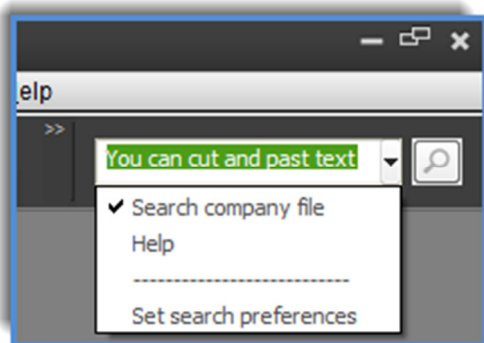 elp
>>
You can cut and past text
Search company file
Help
---------------------------
Set search preferences